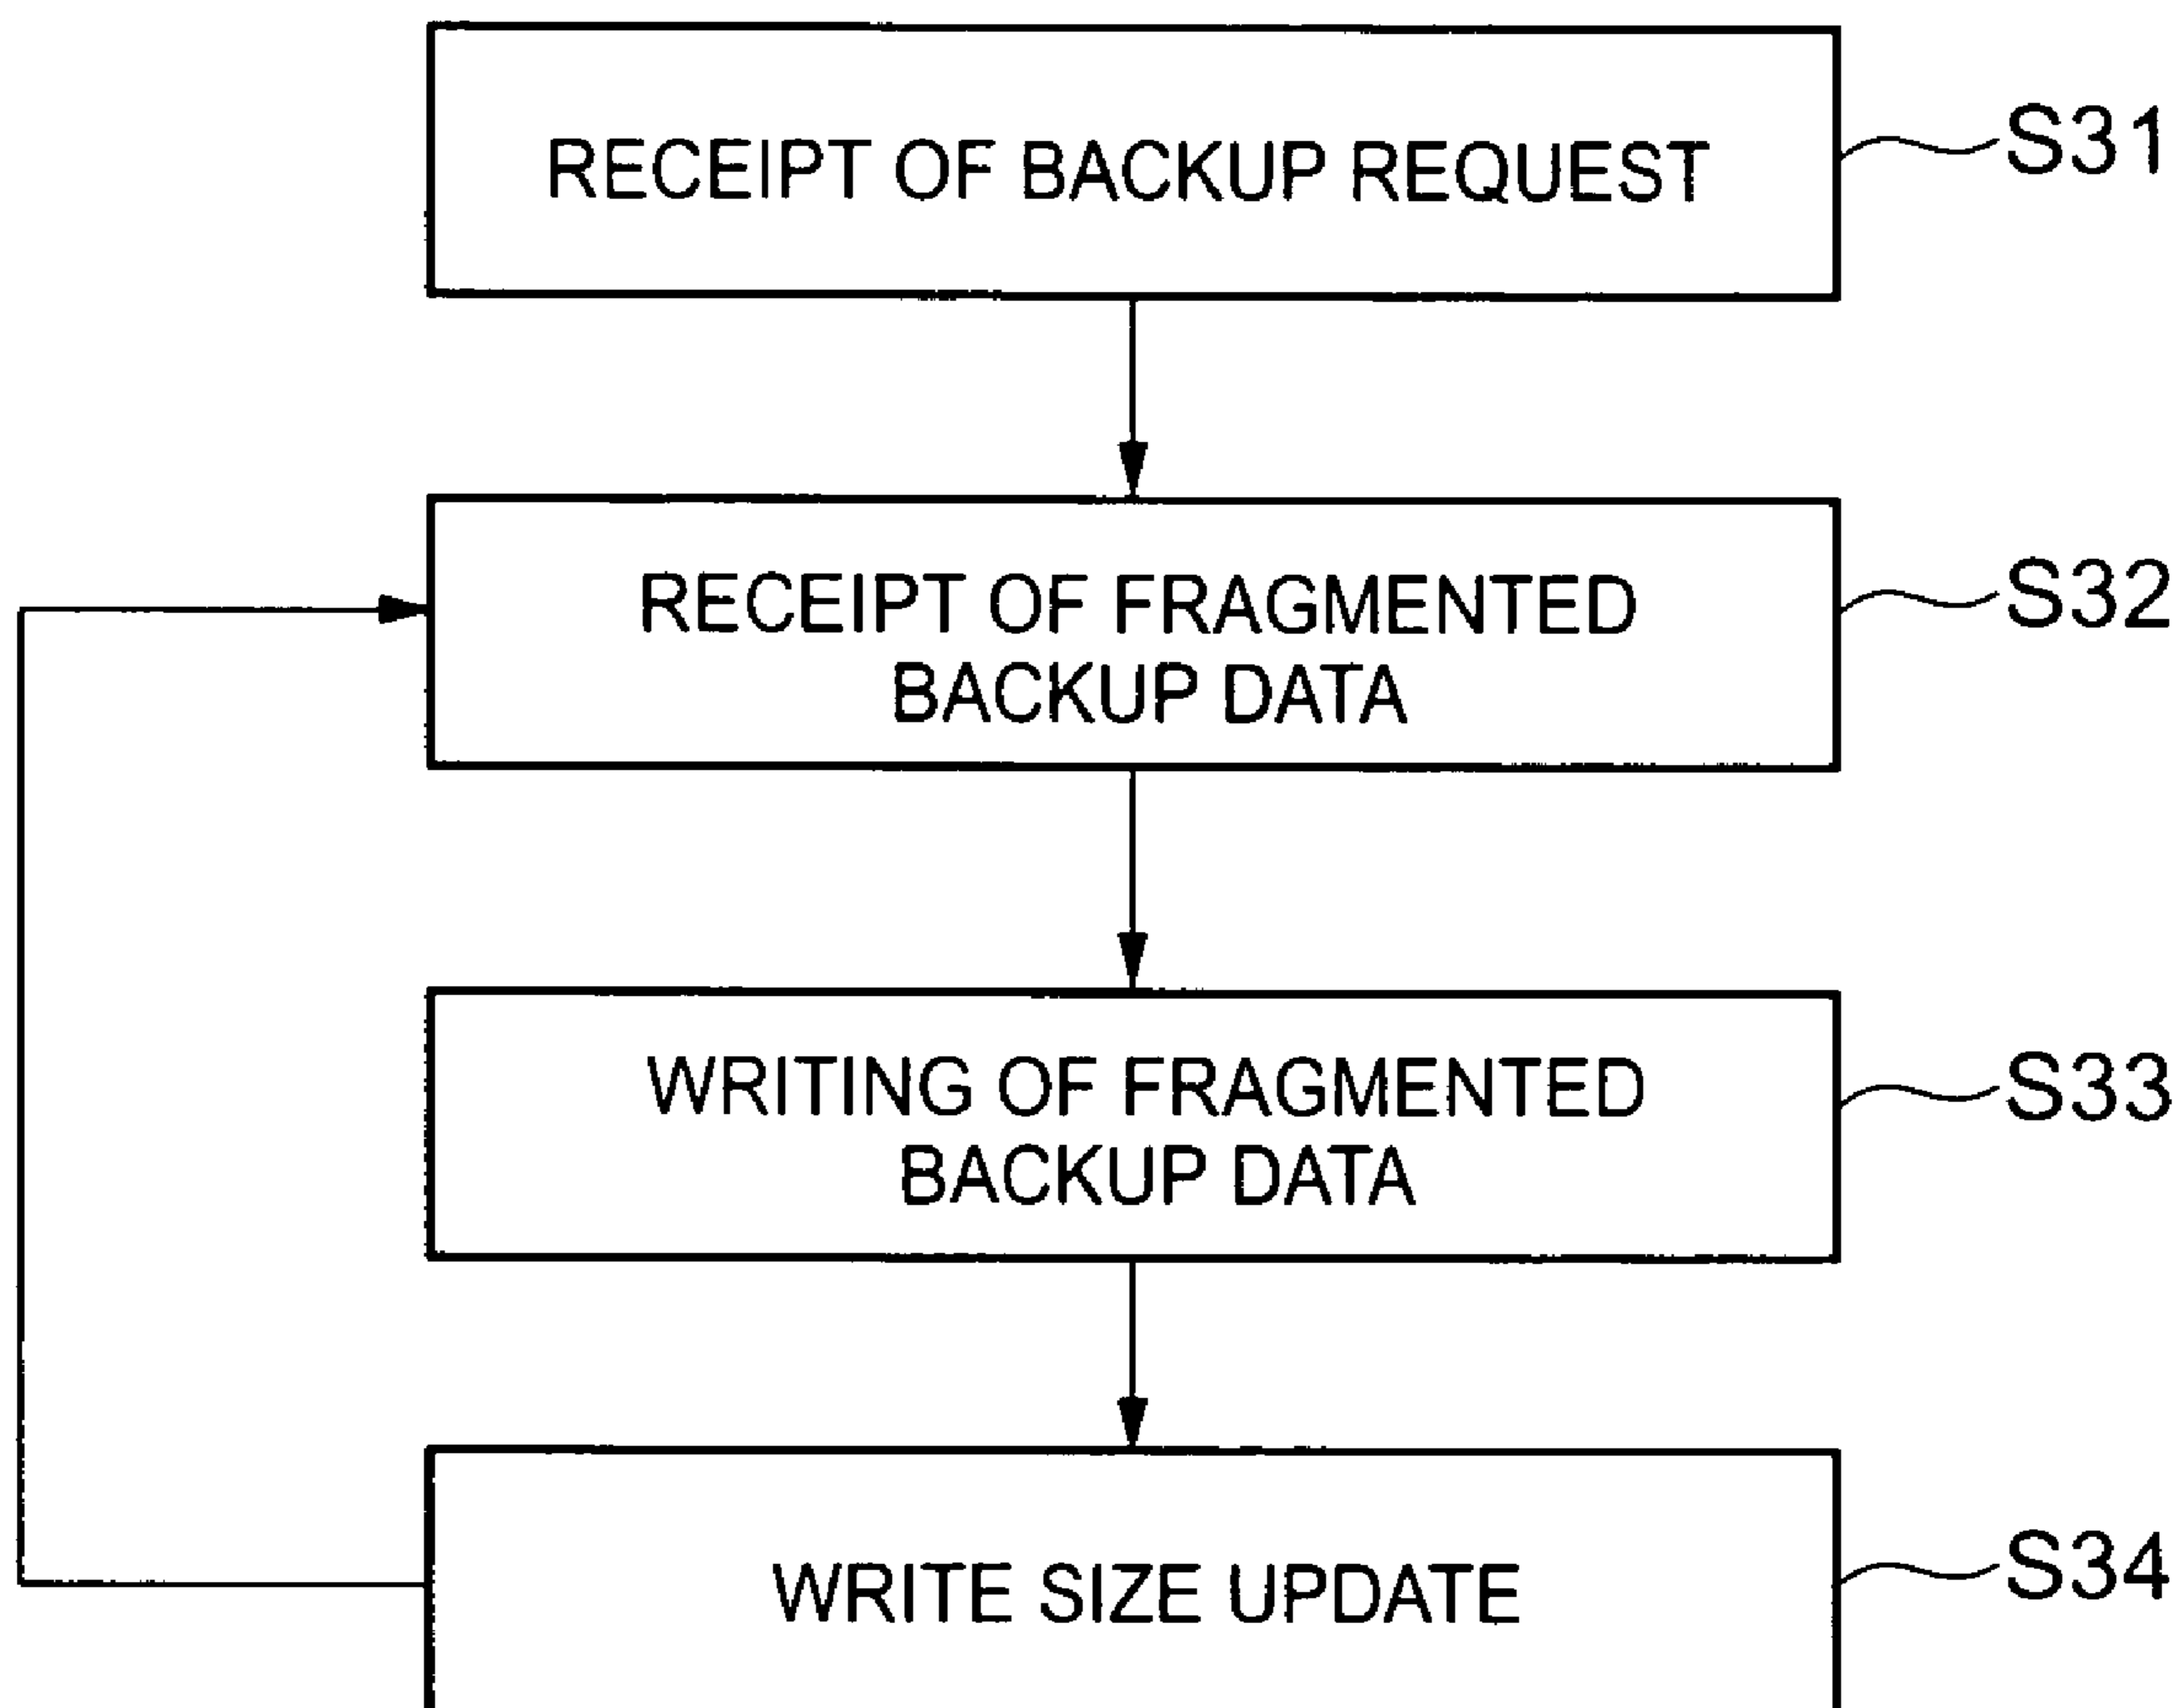 RECEIPT OF BACKUP REQUEST
S31
RECEIPT OF FRAGMENTED
BACKUP DATA
S32
WRITING OF FRAGMENTED
BACKUP DATA
S33
WRITE SIZE UPDATE
S34